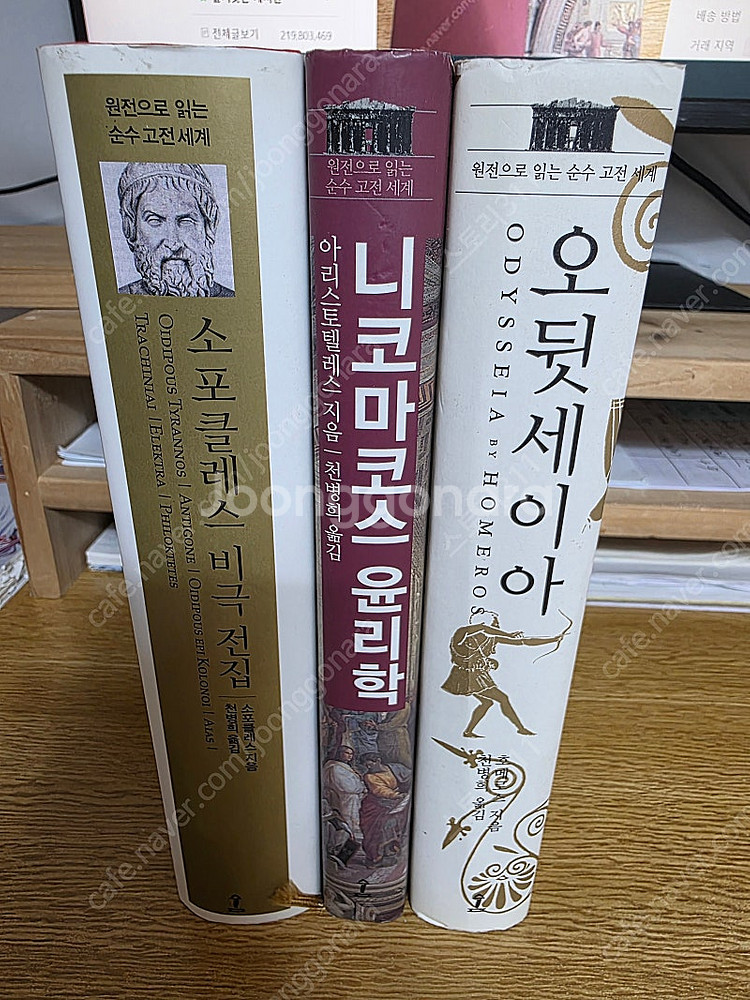 전체글보기 219,803,469
배송 방법
거래 지역
원전으로 읽는
순수 고전 세계
소포클레스 비극 전집
OIDIPOUS TYRANNOS | ANTIGONE | OIDIPOUS EPI KOLONOI | AIAS |
TRACHINIAI | ELEKTRA | PHILOKTETES
소포클레스 지음
천병희 옮김
원전으로 읽는
순수 고전 세계
니코마코스 윤리학
아리스토텔레스 지음 | 천병희 옮김
원전으로 읽는 순수 고전 세계
오뒷세이아
ODYSSEIA BY HOMEROS
호메로스 지음
천병희 옮김
joonggonara
cafe.naver.com/joonggonara